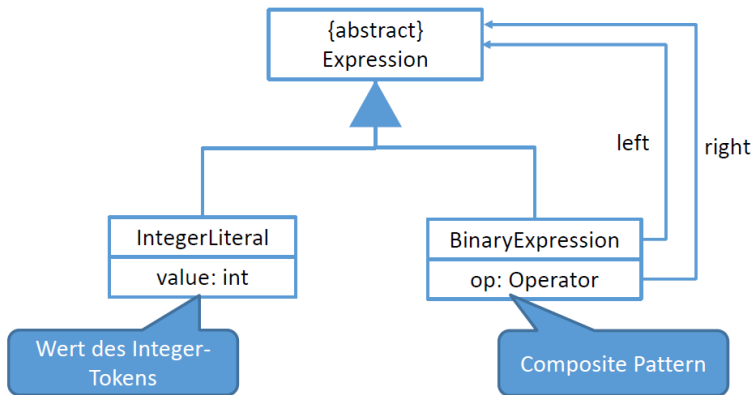 {abstract}
Expression
left
right
IntegerLiteral
value: int
BinaryExpression
op: Operator
Wert des Integer-
Tokens
Composite Pattern